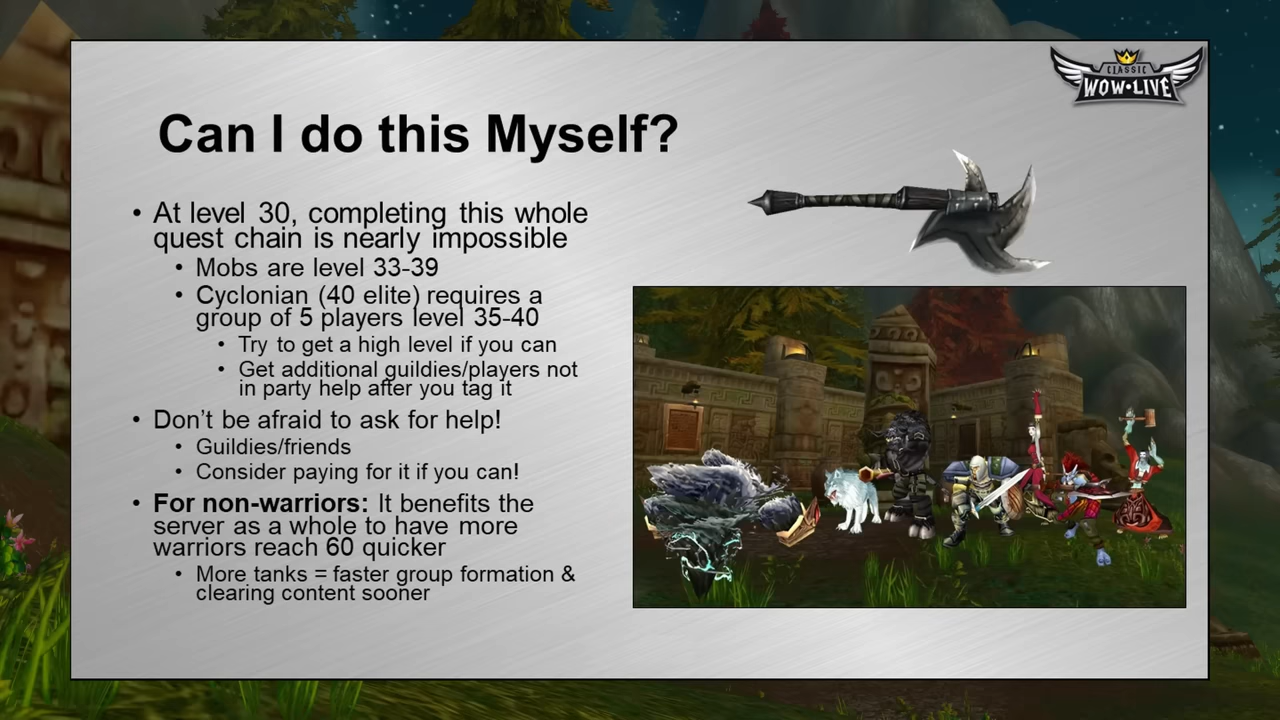 CLASSIC
WOW•LIVE
Can I do this Myself?
• At level 30, completing this whole
quest chain is nearly impossible
• Mobs are level 33-39
• Cyclonian (40 elite) requires a
group of 5 players level 35-40
• Try to get a high level if you can
• Get additional guildies/players not
in party help after you tag it
• Don’t be afraid to ask for help!
• Guildies/friends
• Consider paying for it if you can!
• For non-warriors: It benefits the
server as a whole to have more
warriors reach 60 quicker
• More tanks = faster group formation &
clearing content sooner